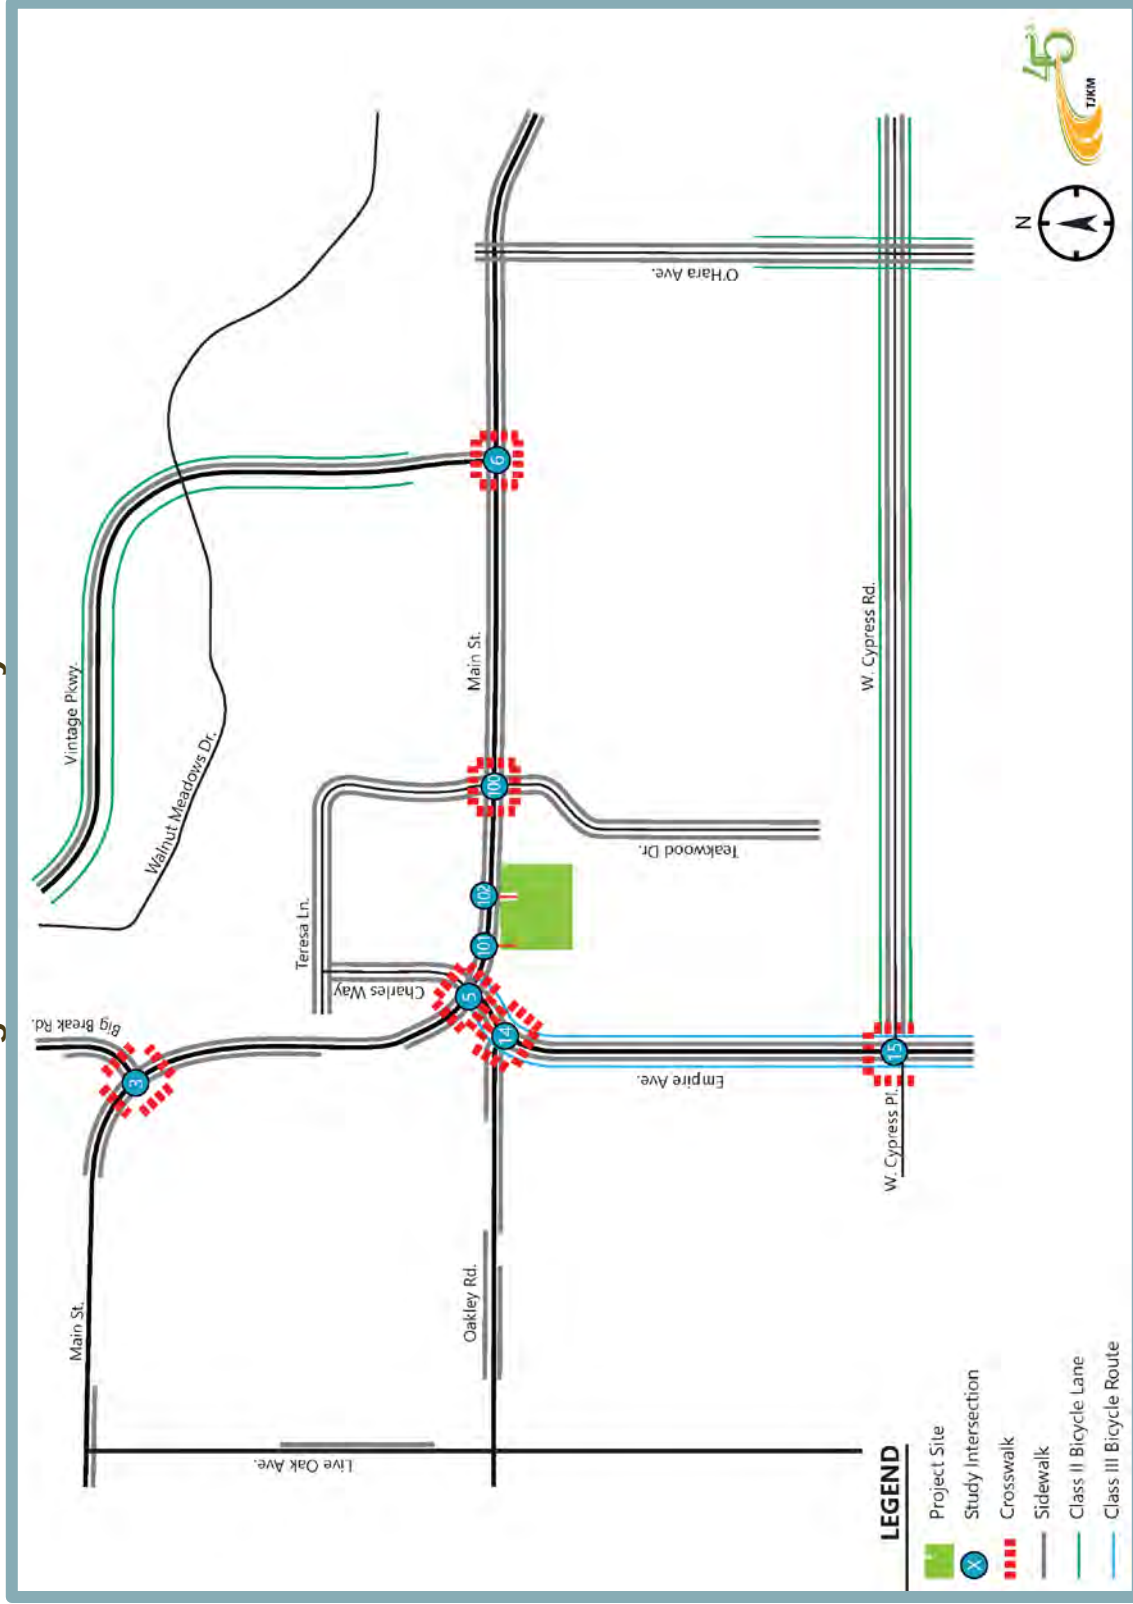 Vintage Pkwy.
Walnut Meadows Dr.
Big Break Rd.
Main St.
Teresa Ln.
Charles Way
Main St.
Oakley Rd.
Live Oak Ave.
Empire Ave.
Teakwood Dr.
O'Hara Ave.
W. Cypress Rd.
W. Cypress Pl.
3
5
14
101
102
100
6
15
N
45
TJKM
LEGEND
Project Site
X
Study Intersection
Crosswalk
Sidewalk
Class II Bicycle Lane
Class III Bicycle Route